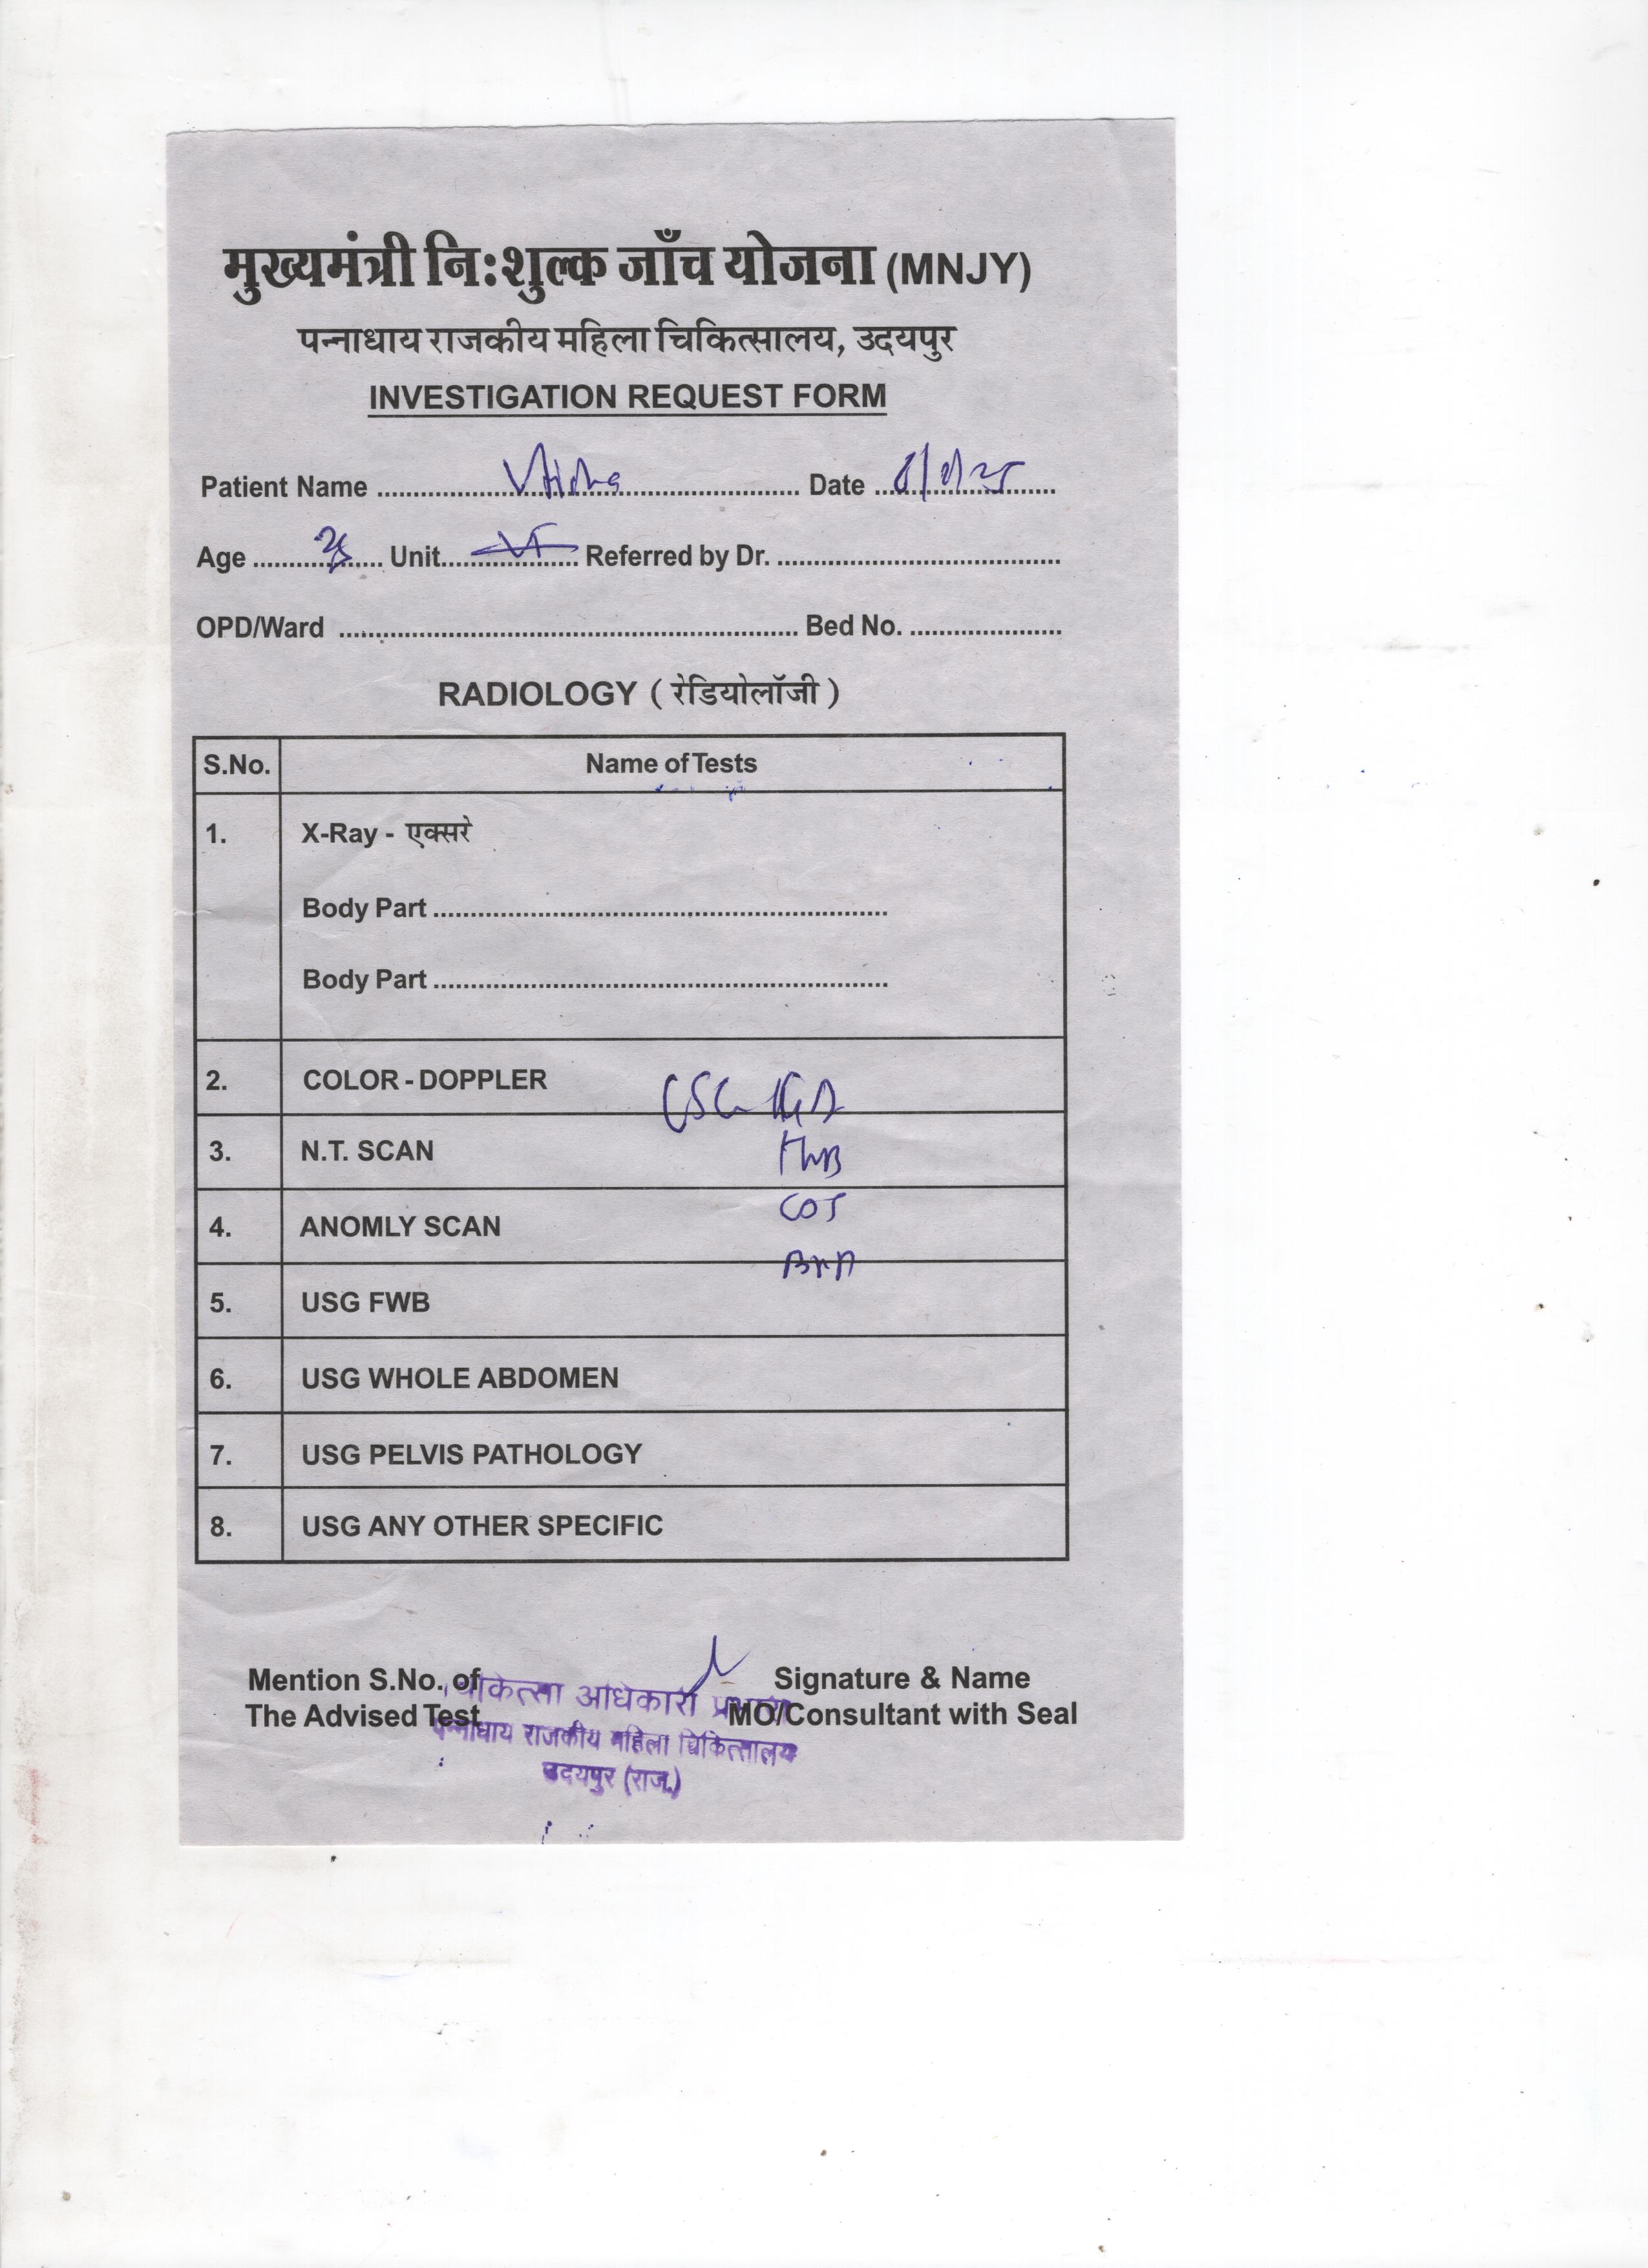 मुख्यमंत्री नि:शुल्क जाँच योजना (MNJY)
पन्नाधाय राजकीय महिला चिकित्सालय, उदयपुर
INVESTIGATION REQUEST FORM
Patient Name Date
Age Unit VI Referred by Dr.
OPD/Ward Bed No.
RADIOLOGY ( रेडियोलॉजी )
S.No. Name of Tests
1. X-Ray - एक्सरे
Body Part
Body Part
2. COLOR - DOPPLER
3. N.T. SCAN FWB
4. ANOMLY SCAN
5. USG FWB
6. USG WHOLE ABDOMEN
7. USG PELVIS PATHOLOGY
8. USG ANY OTHER SPECIFIC
Mention S.No. of Signature & Name
The Advised Test MO/Consultant with Seal
चिकित्सा अधिकारी प्रभारी
पन्नाधाय राजकीय महिला चिकित्सालय
उदयपुर (राज.)